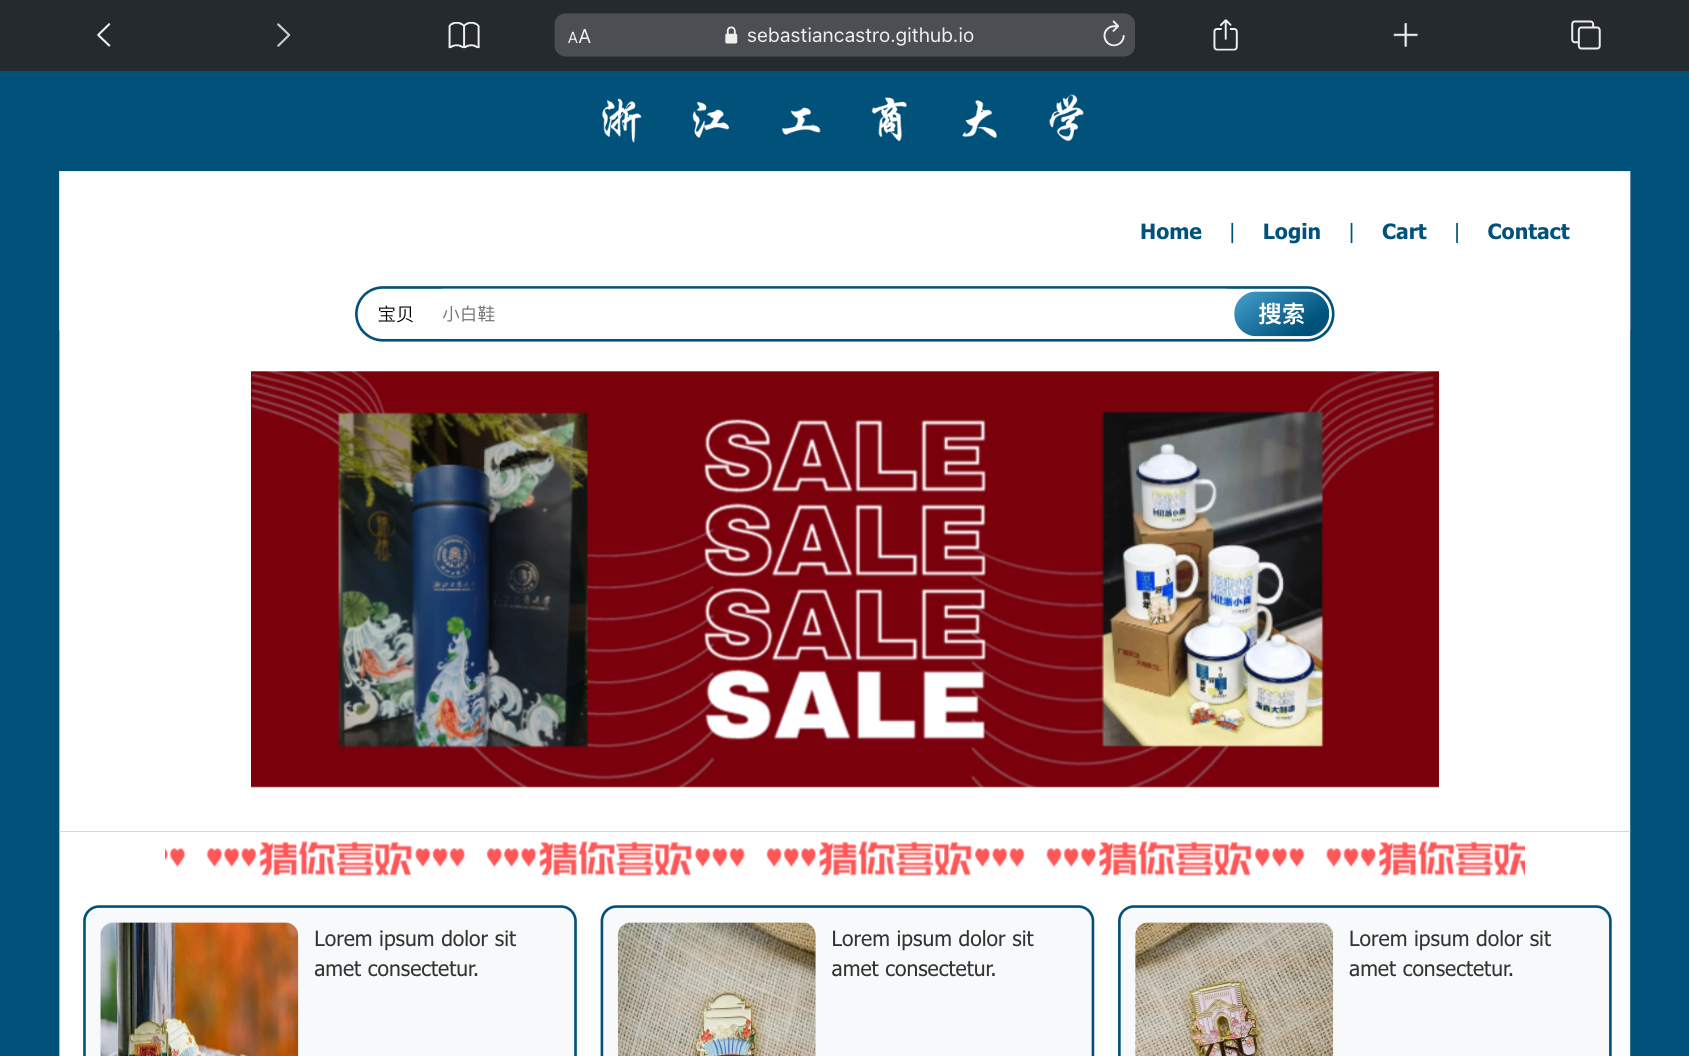 AA
sebastiancastro.github.io
浙江工商大学
Home | Login | Cart | Contact
宝贝 小白鞋 搜索
SALE
SALE
SALE
SALE
♥♥ ♥♥♥猜你喜欢♥♥♥ ♥♥♥猜你喜欢♥♥♥ ♥♥♥猜你喜欢♥♥♥ ♥♥♥猜你喜欢♥♥♥ ♥♥♥猜你喜欢
Lorem ipsum dolor sit
amet consectetur.
Lorem ipsum dolor sit
amet consectetur.
Lorem ipsum dolor sit
amet consectetur.